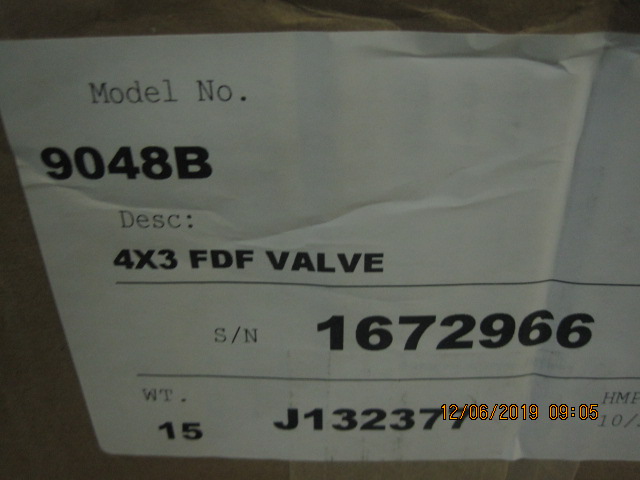 Model No.
9048B
Desc:
4X3 FDF VALVE
S/N 1672966
WT.
15 J132377
12/06/2019 09:05